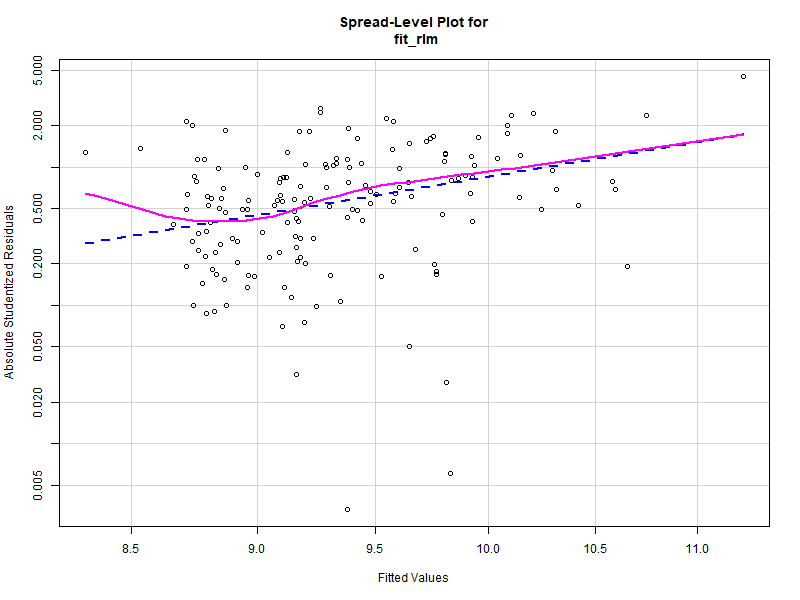 Spread-Level Plot for
fit_rlm
Absolute Studentized Residuals
5.000
2.000
0.500
0.200
0.050
0.020
0.005
8.5 9.0 9.5 10.0 10.5 11.0
Fitted Values